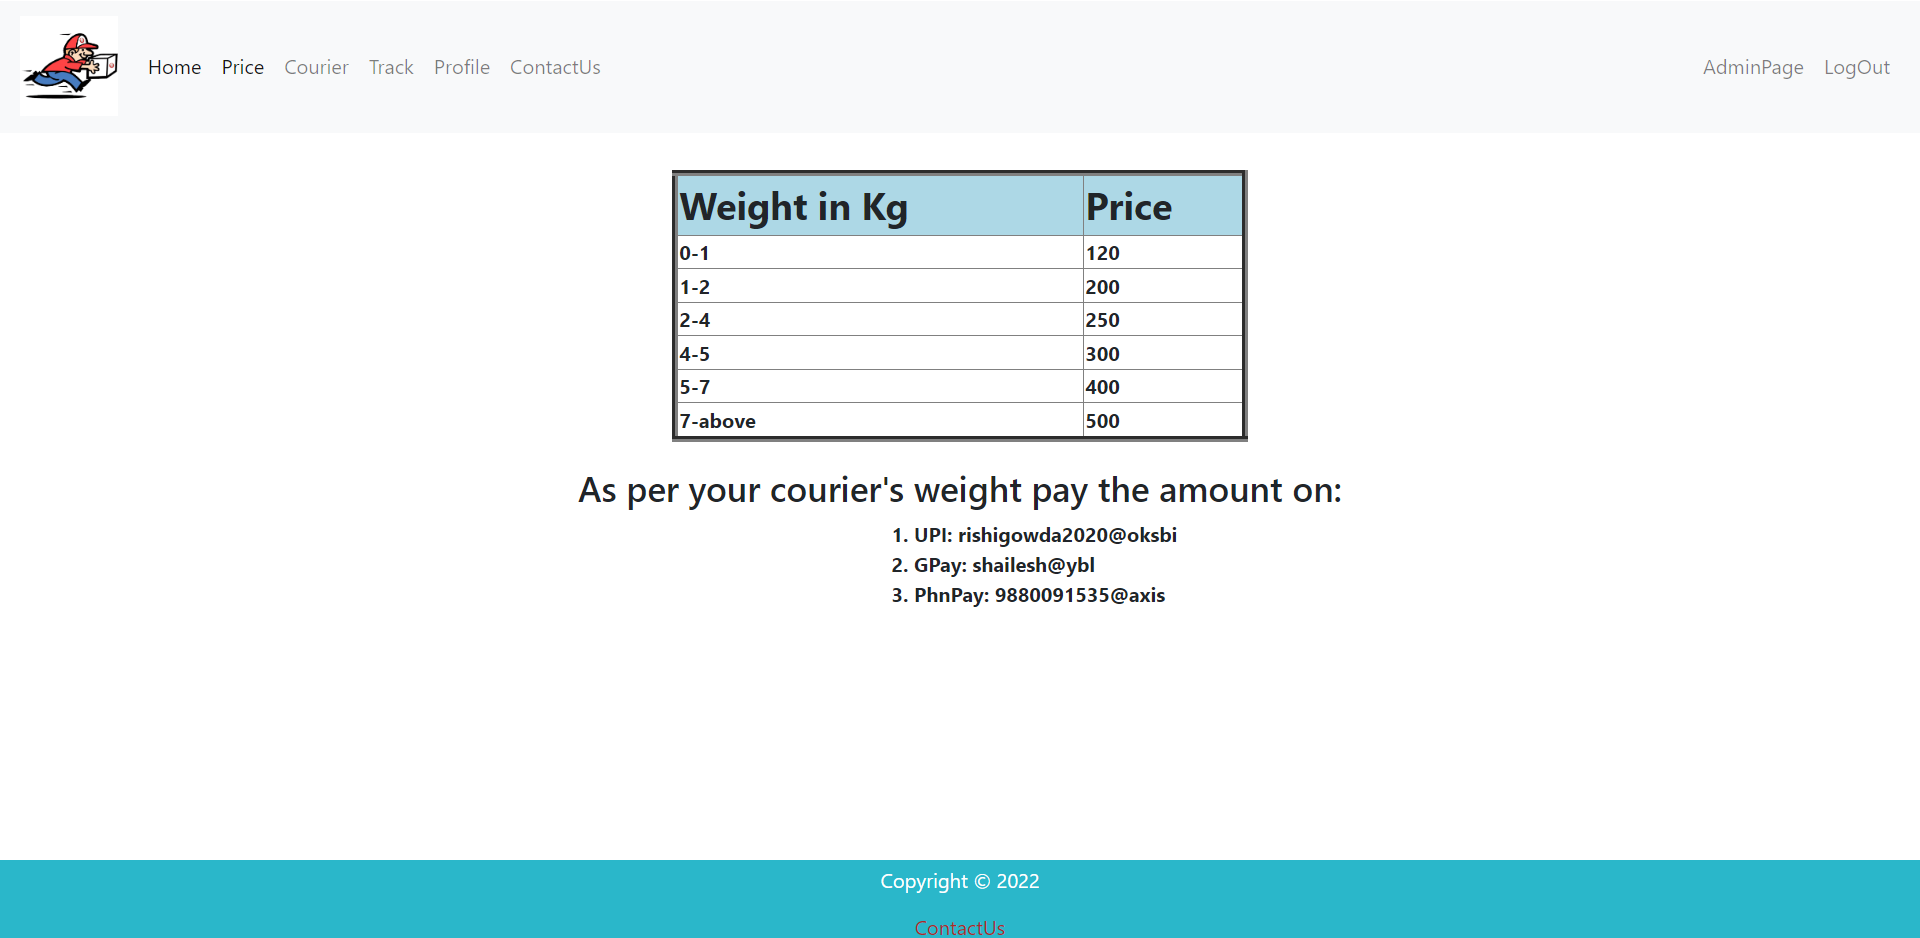 Home Price Courier Track Profile ContactUs AdminPage LogOut
Weight in Kg Price
0-1 120
1-2 200
2-4 250
4-5 300
5-7 400
7-above 500
As per your courier's weight pay the amount on:
1. UPI: rishigowda2020@oksbi
2. GPay: shailesh@ybl
3. PhnPay: 9880091535@axis
Copyright © 2022
ContactUs